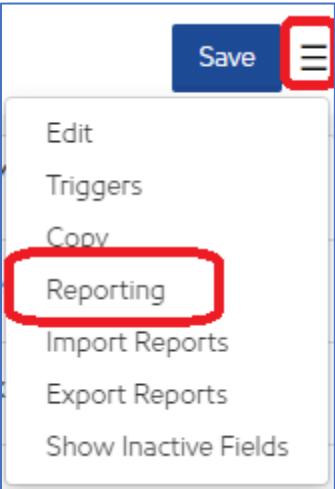 Save
Edit
Triggers
Copy
Reporting
Import Reports
Export Reports
Show Inactive Fields